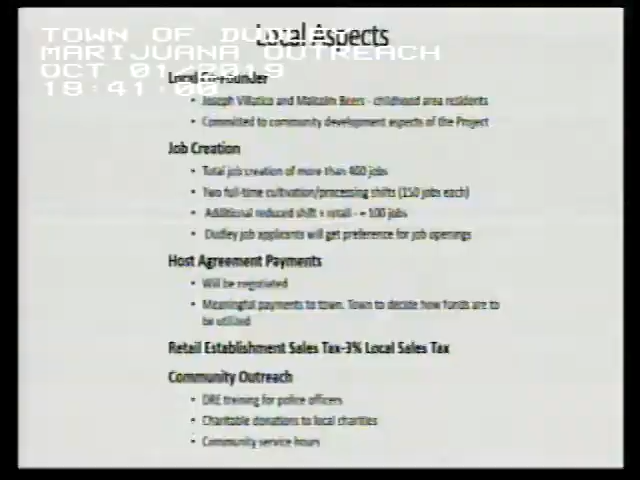 TOWN OF
MARIJUANA OUTREACH
OCT 01/2019
18:41:00
Local Aspects
Local Co-Founder
• Joseph Villatico and Malcolm Beers - childhood area residents
• Committed to community development aspects of the Project
Job Creation
• Total job creation of more than 400 jobs
• Two full-time cultivation/processing shifts (150 jobs each)
• Additional reduced shift + retail - = 100 jobs
• Dudley job applicants will get preference for job openings
Host Agreement Payments
• Will be negotiated
• Meaningful payments to town. Town to decide how funds are to
be utilized
Retail Establishment Sales Tax-3% Local Sales Tax
Community Outreach
• DRE training for police officers
• Charitable donations to local charities
• Community service hours